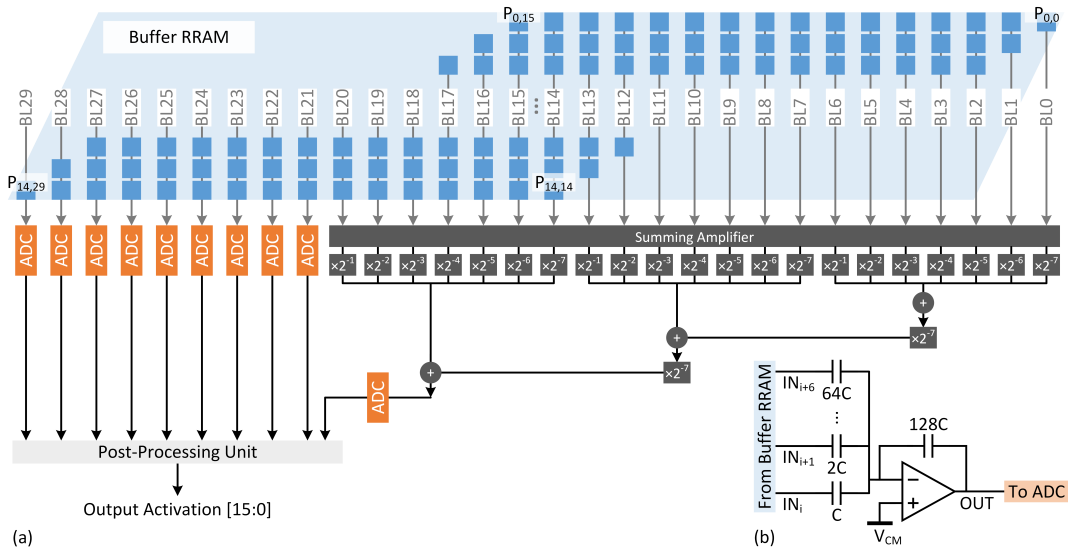 P0,15
P0,0
Buffer RRAM
BL29 BL28 BL27 BL26 BL25 BL24 BL23 BL22 BL21 BL20 BL19 BL18 BL17 BL16 BL15 ... BL14 BL13 BL12 BL11 BL10 BL9 BL8 BL7 BL6 BL5 BL4 BL3 BL2 BL1 BL0
P14,29
P14,14
ADC ADC ADC ADC ADC ADC ADC ADC ADC
Summing Amplifier
×2⁻¹ ×2⁻² ×2⁻³ ×2⁻⁴ ×2⁻⁵ ×2⁻⁶ ×2⁻⁷ ×2⁻¹ ×2⁻² ×2⁻³ ×2⁻⁴ ×2⁻⁵ ×2⁻⁶ ×2⁻⁷ ×2⁻¹ ×2⁻² ×2⁻³ ×2⁻⁴ ×2⁻⁵ ×2⁻⁶ ×2⁻⁷
+
+
×2⁻⁷
+
×2⁻⁷
ADC
Post-Processing Unit
Output Activation [15:0]
(a)
From Buffer RRAM
INi+6
64C
...
INi+1
2C
INi
C
128C
−
+
VCM
OUT
To ADC
(b)